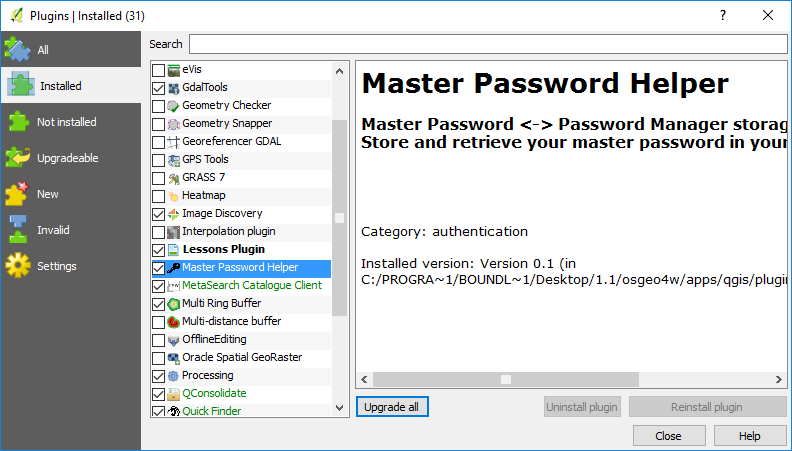 Plugins | Installed (31)
?
All
Installed
Not installed
Upgradeable
New
Invalid
Settings
Search
eVis
GdalTools
Geometry Checker
Geometry Snapper
Georeferencer GDAL
GPS Tools
GRASS 7
Heatmap
Image Discovery
Interpolation plugin
Lessons Plugin
Master Password Helper
MetaSearch Catalogue Client
Multi Ring Buffer
Multi-distance buffer
OfflineEditing
Oracle Spatial GeoRaster
Processing
QConsolidate
Quick Finder
Master Password Helper
Master Password <-> Password Manager storag
Store and retrieve your master password in your
Category: authentication
Installed version: Version 0.1 (in
C:/PROGRA~1/BOUNDL~1/Desktop/1.1/osgeo4w/apps/qgis/plugin
Upgrade all
Uninstall plugin
Reinstall plugin
Close
Help